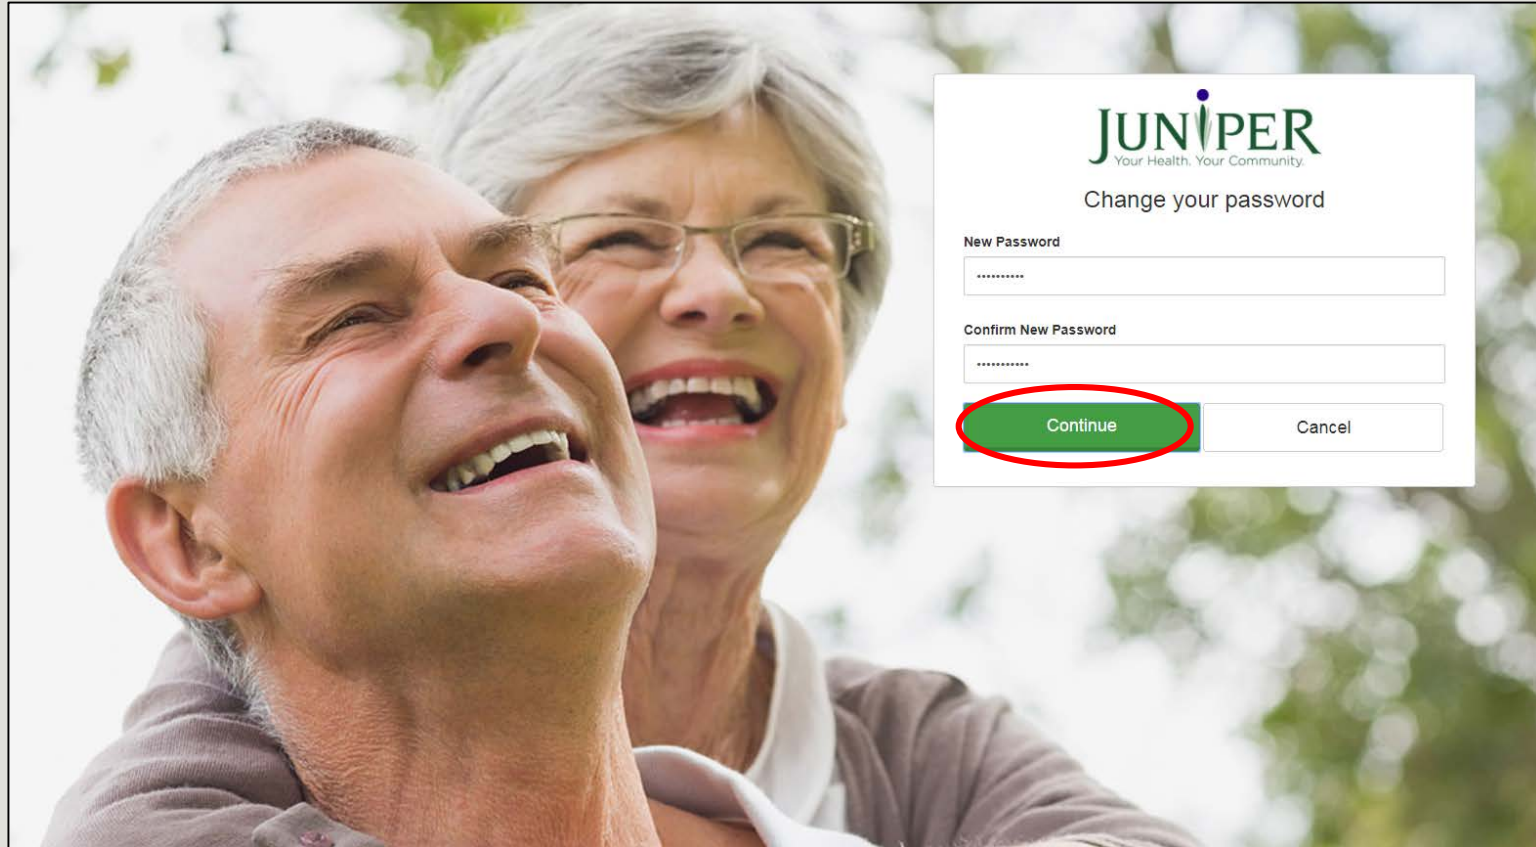 JUNIPER
Your Health. Your Community.
Change your password
New Password
••••••••••
Confirm New Password
•••••••••••
Continue
Cancel